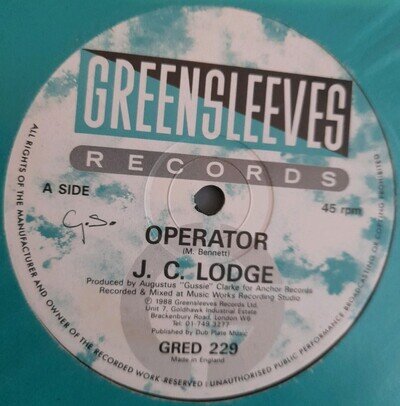 GREENSLEEVES
RECORDS
A SIDE
45 rpm
G.S.
OPERATOR
(M. Bennett)
J. C. LODGE
Produced by Augustus "Gussie" Clarke for Anchor Records
Recorded & Mixed at Music Works Recording Studio
℗ 1988 Greensleeves Records Ltd.
Unit 7, Goldhawk Industrial Estate
Brackenbury Road, London W6
Tel: 01-749 3277
Published by Dub Plate Music
GRED 229
Made in England
ALL RIGHTS OF THE MANUFACTURER AND OWNER OF THE RECORDED WORK RESERVED · UNAUTHORISED PUBLIC PERFORMANCE BROADCASTING OR COPYING PROHIBITED